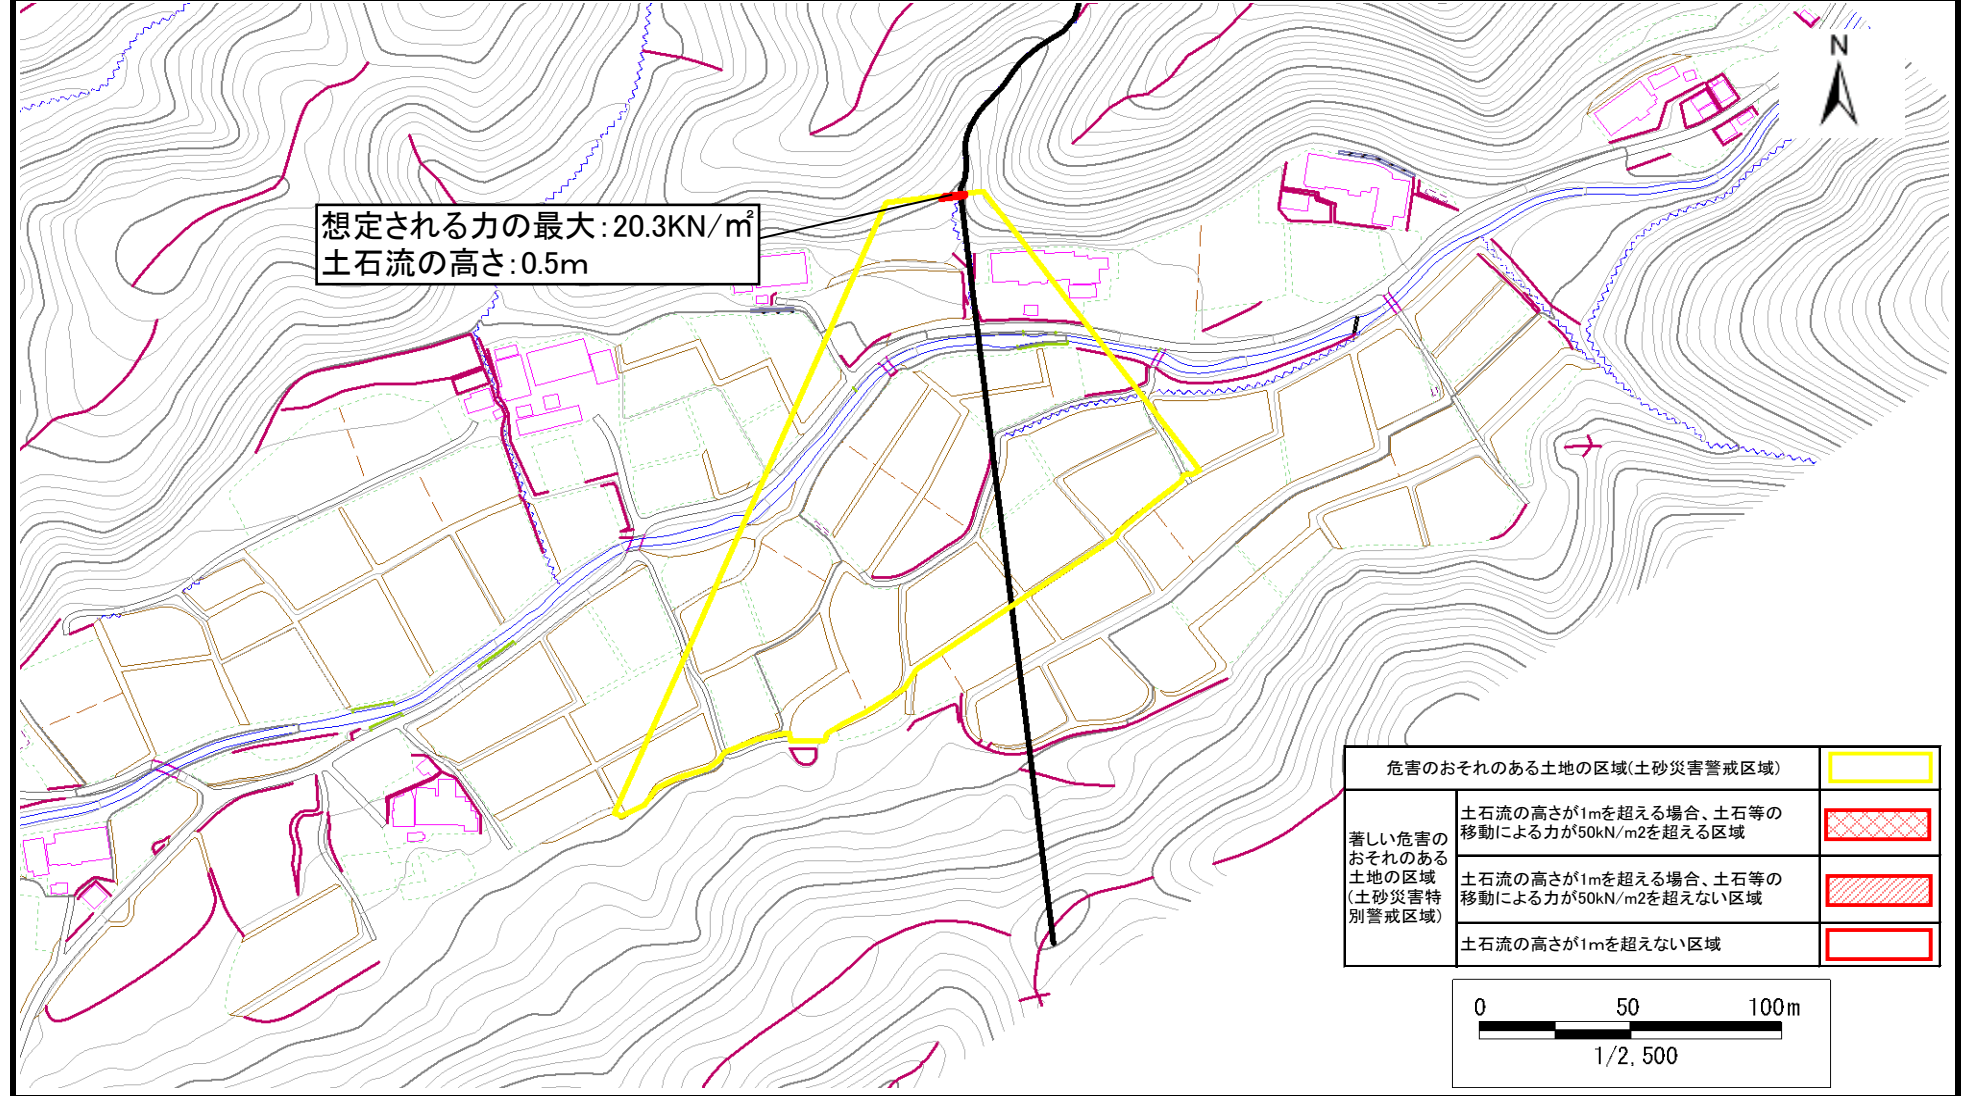 N
想定される力の最大:20.3KN/㎡
土石流の高さ:0.5m
危害のおそれのある土地の区域(土砂災害警戒区域)
著しい危害の
おそれのある
土地の区域
(土砂災害特
別警戒区域)
土石流の高さが1mを超える場合、土石等の
移動による力が50kN/m2を超える区域
土石流の高さが1mを超える場合、土石等の
移動による力が50kN/m2を超えない区域
土石流の高さが1mを超えない区域
0 50 100m
1/2,500